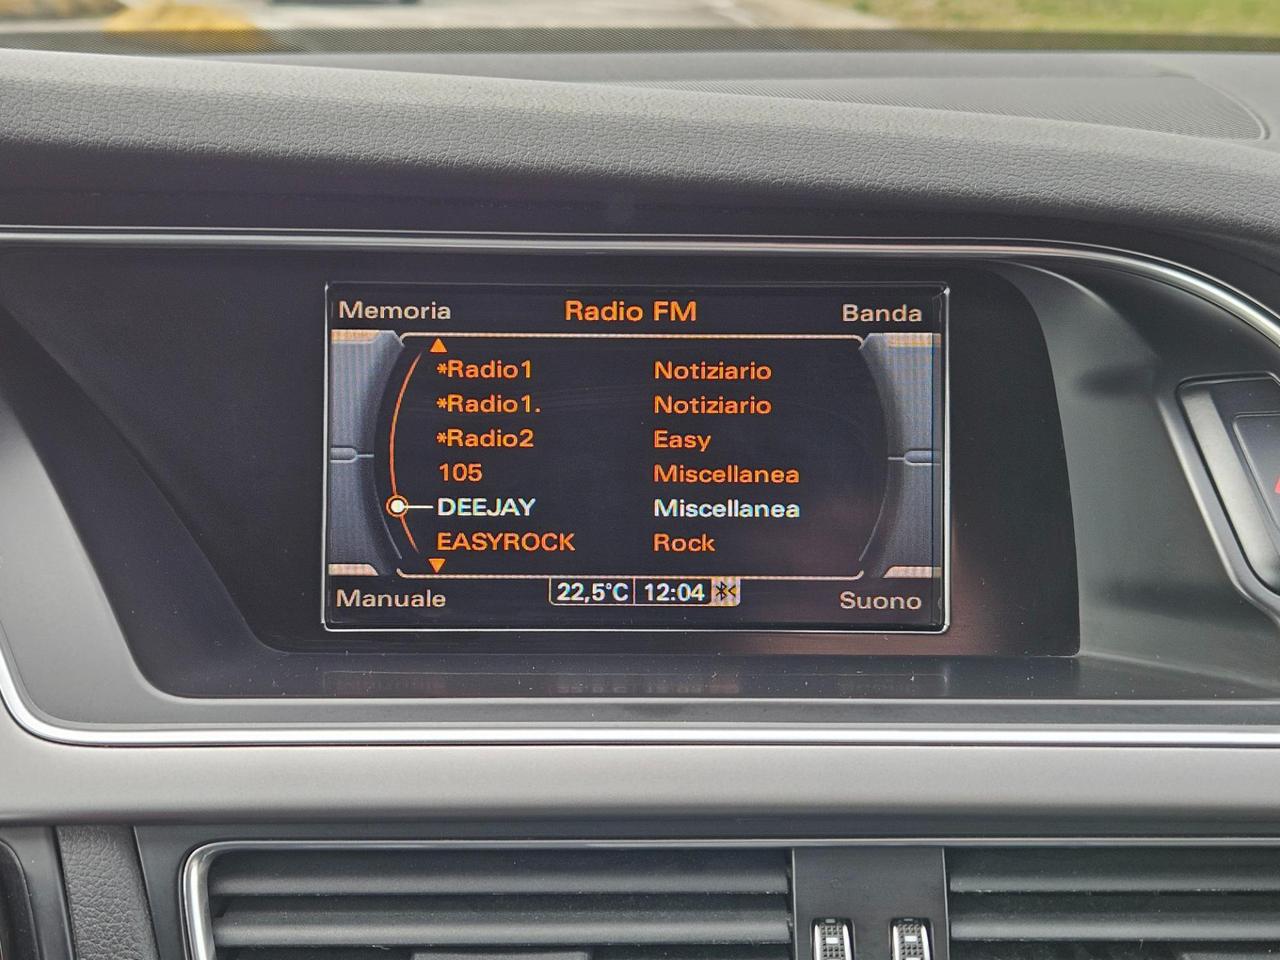 Memoria Radio FM Banda
*Radio1 Notiziario
*Radio1. Notiziario
*Radio2 Easy
105 Miscellanea
DEEJAY Miscellanea
EASYROCK Rock
Manuale 22,5°C 12:04 Suono